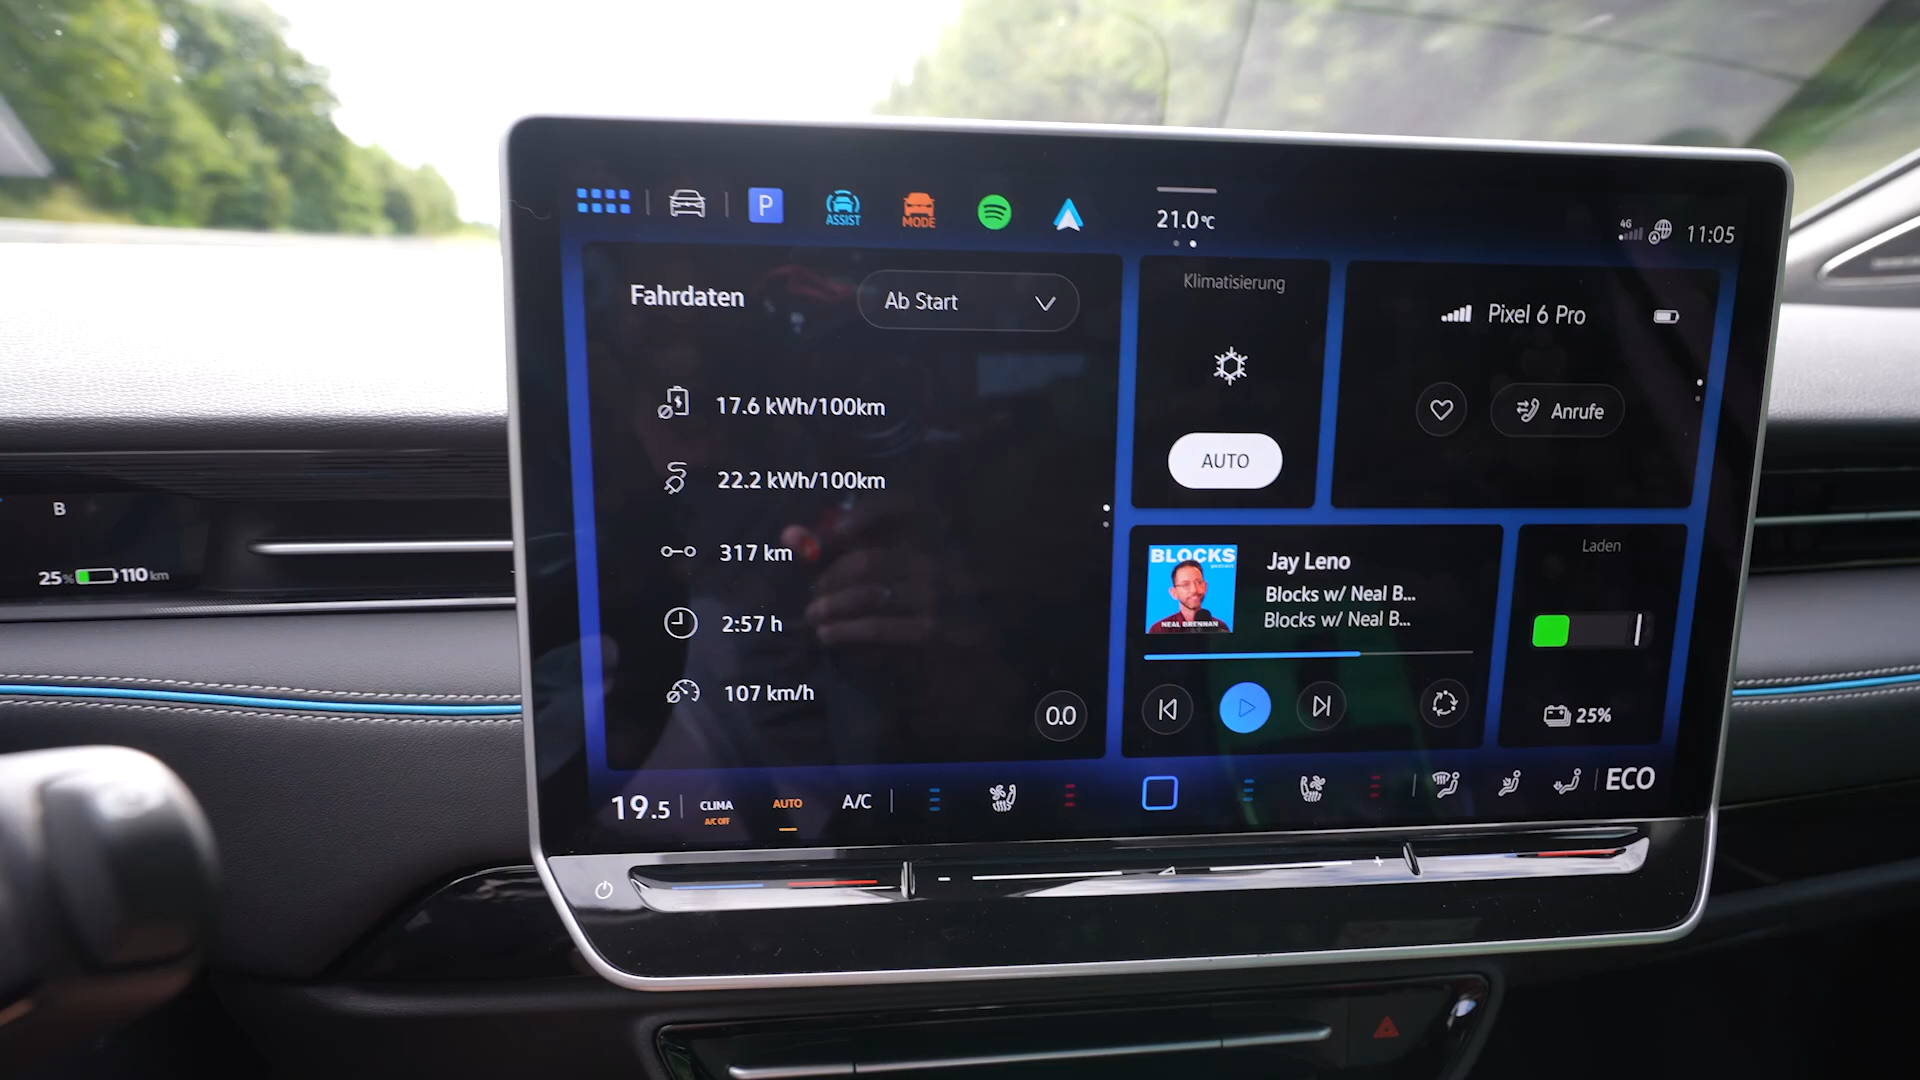 P
ASSIST
MODE
21.0°C
4G
11:05
Fahrdaten
Ab Start
17.6 kWh/100km
22.2 kWh/100km
317 km
2:57 h
107 km/h
0.0
Klimatisierung
AUTO
Pixel 6 Pro
Anrufe
BLOCKS
NEAL BRENNAN
Jay Leno
Blocks w/ Neal B...
Blocks w/ Neal B...
Laden
25%
B
25% 110 km
19.5
CLIMA
A/C OFF
AUTO
A/C
ECO
- +